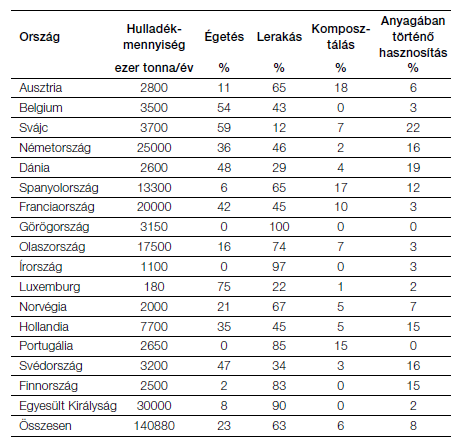 Ország Hulladék-mennyiség Égetés Lerakás Komposz-tálás Anyagában történő hasznosítás
ezer tonna/év % % % %
Ausztria 2800 11 65 18 6
Belgium 3500 54 43 0 3
Svájc 3700 59 12 7 22
Németország 25000 36 46 2 16
Dánia 2600 48 29 4 19
Spanyolország 13300 6 65 17 12
Franciaország 20000 42 45 10 3
Görögország 3150 0 100 0 0
Olaszország 17500 16 74 7 3
Írország 1100 0 97 0 3
Luxemburg 180 75 22 1 2
Norvégia 2000 21 67 5 7
Hollandia 7700 35 45 5 15
Portugália 2650 0 85 15 0
Svédország 3200 47 34 3 16
Finnország 2500 2 83 0 15
Egyesült Királyság 30000 8 90 0 2
Összesen 140880 23 63 6 8